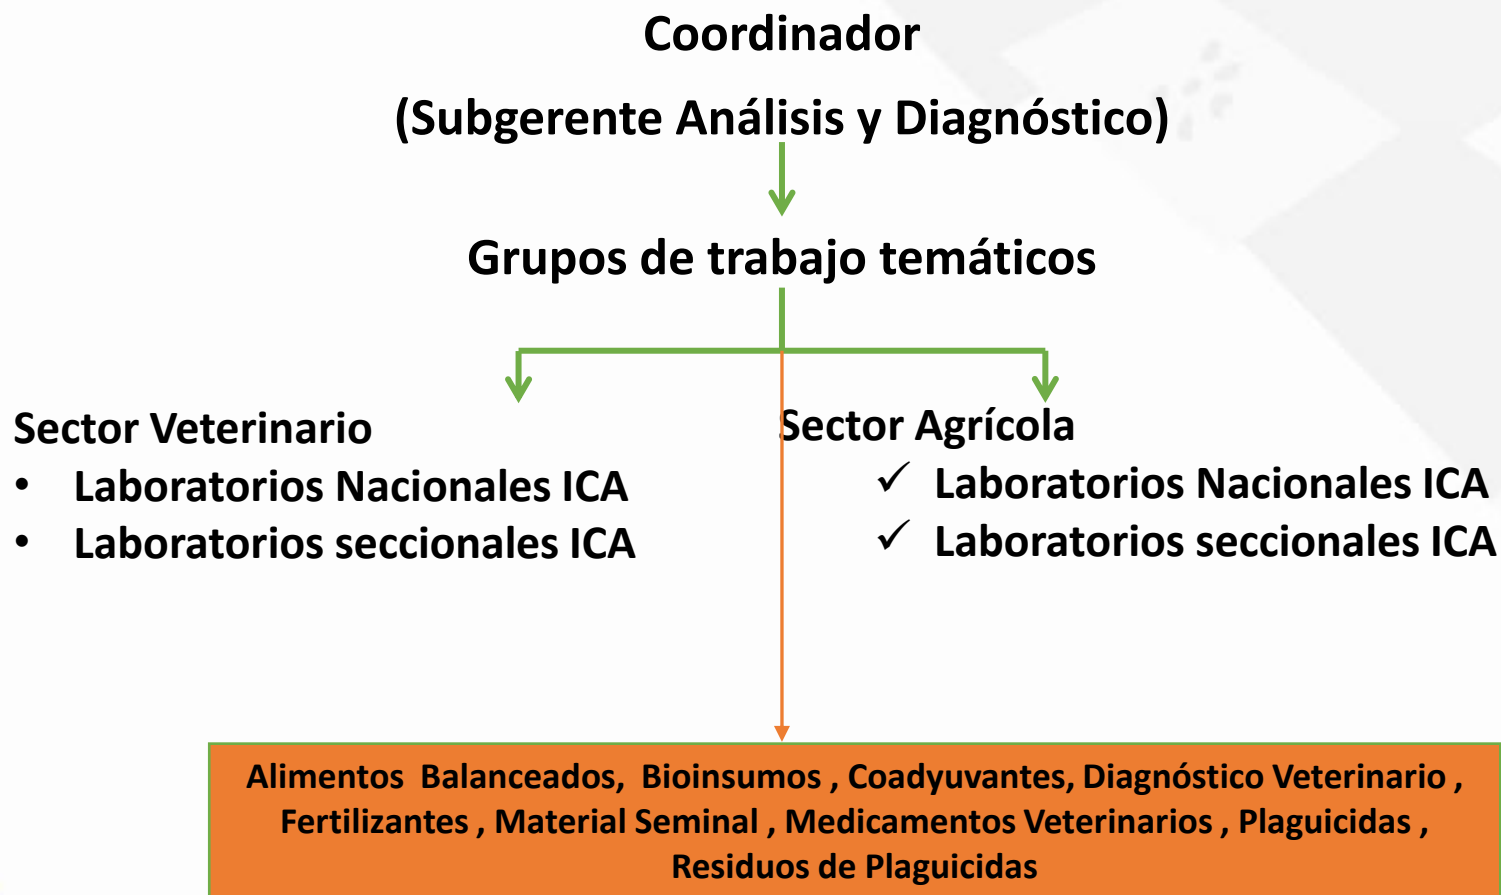 Coordinador
(Subgerente Análisis y Diagnóstico)
Grupos de trabajo temáticos
Sector Veterinario
• Laboratorios Nacionales ICA
• Laboratorios seccionales ICA
Sector Agrícola
✓ Laboratorios Nacionales ICA
✓ Laboratorios seccionales ICA
Alimentos Balanceados, Bioinsumos , Coadyuvantes, Diagnóstico Veterinario ,
Fertilizantes , Material Seminal , Medicamentos Veterinarios , Plaguicidas ,
Residuos de Plaguicidas